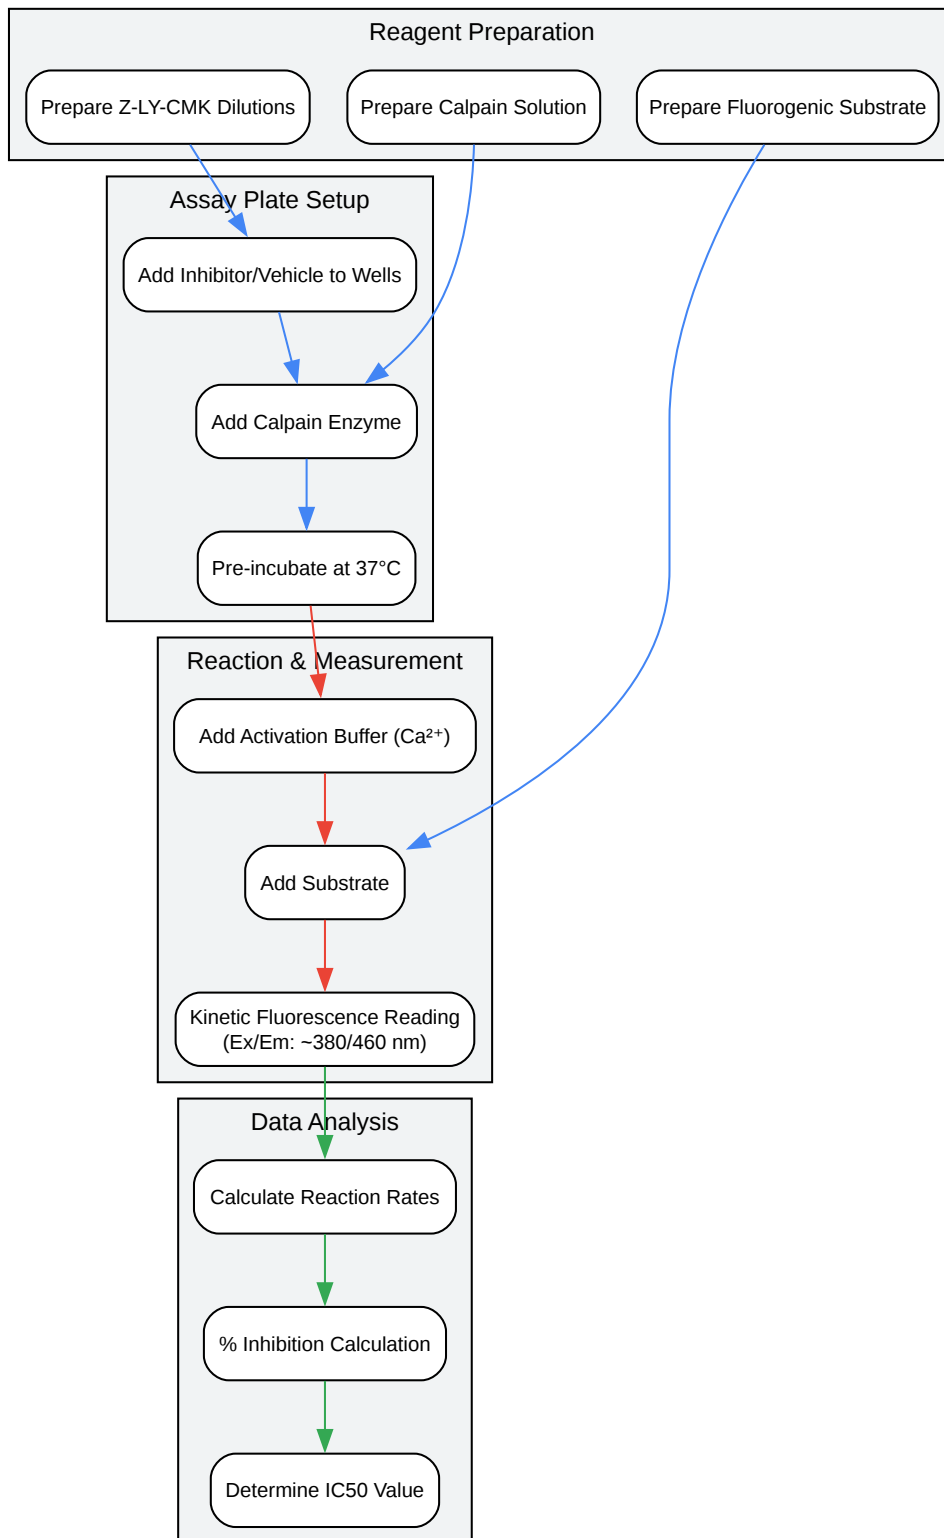 Reagent Preparation
Prepare Z-LY-CMK Dilutions
Prepare Calpain Solution
Prepare Fluorogenic Substrate
Assay Plate Setup
Add Inhibitor/Vehicle to Wells
Add Calpain Enzyme
Pre-incubate at 37°C
Reaction & Measurement
Add Activation Buffer (Ca²⁺)
Add Substrate
Kinetic Fluorescence Reading
(Ex/Em: ~380/460 nm)
Data Analysis
Calculate Reaction Rates
% Inhibition Calculation
Determine IC50 Value